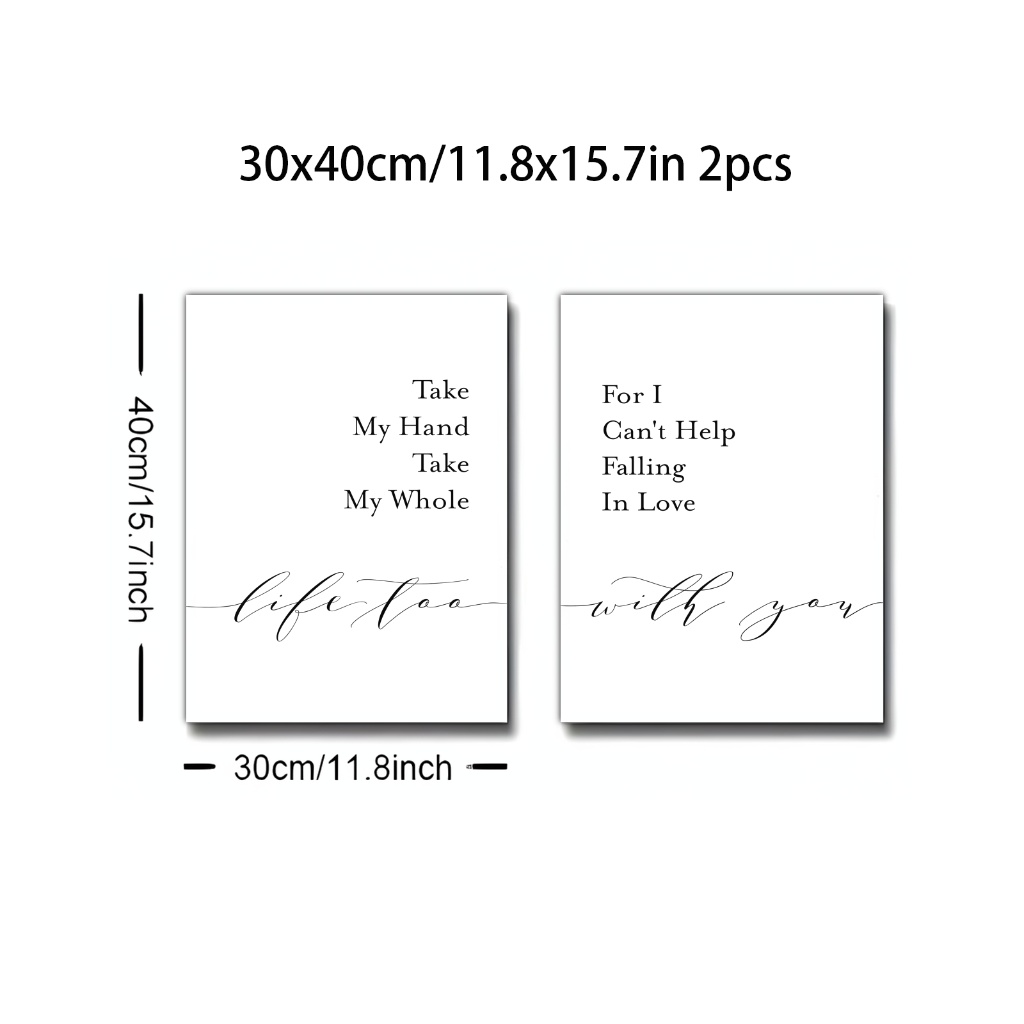 30x40cm/11.8x15.7in 2pcs
40cm/15.7inch
Take
My Hand
Take
My Whole
life too
For I
Can't Help
Falling
In Love
with you
30cm/11.8inch